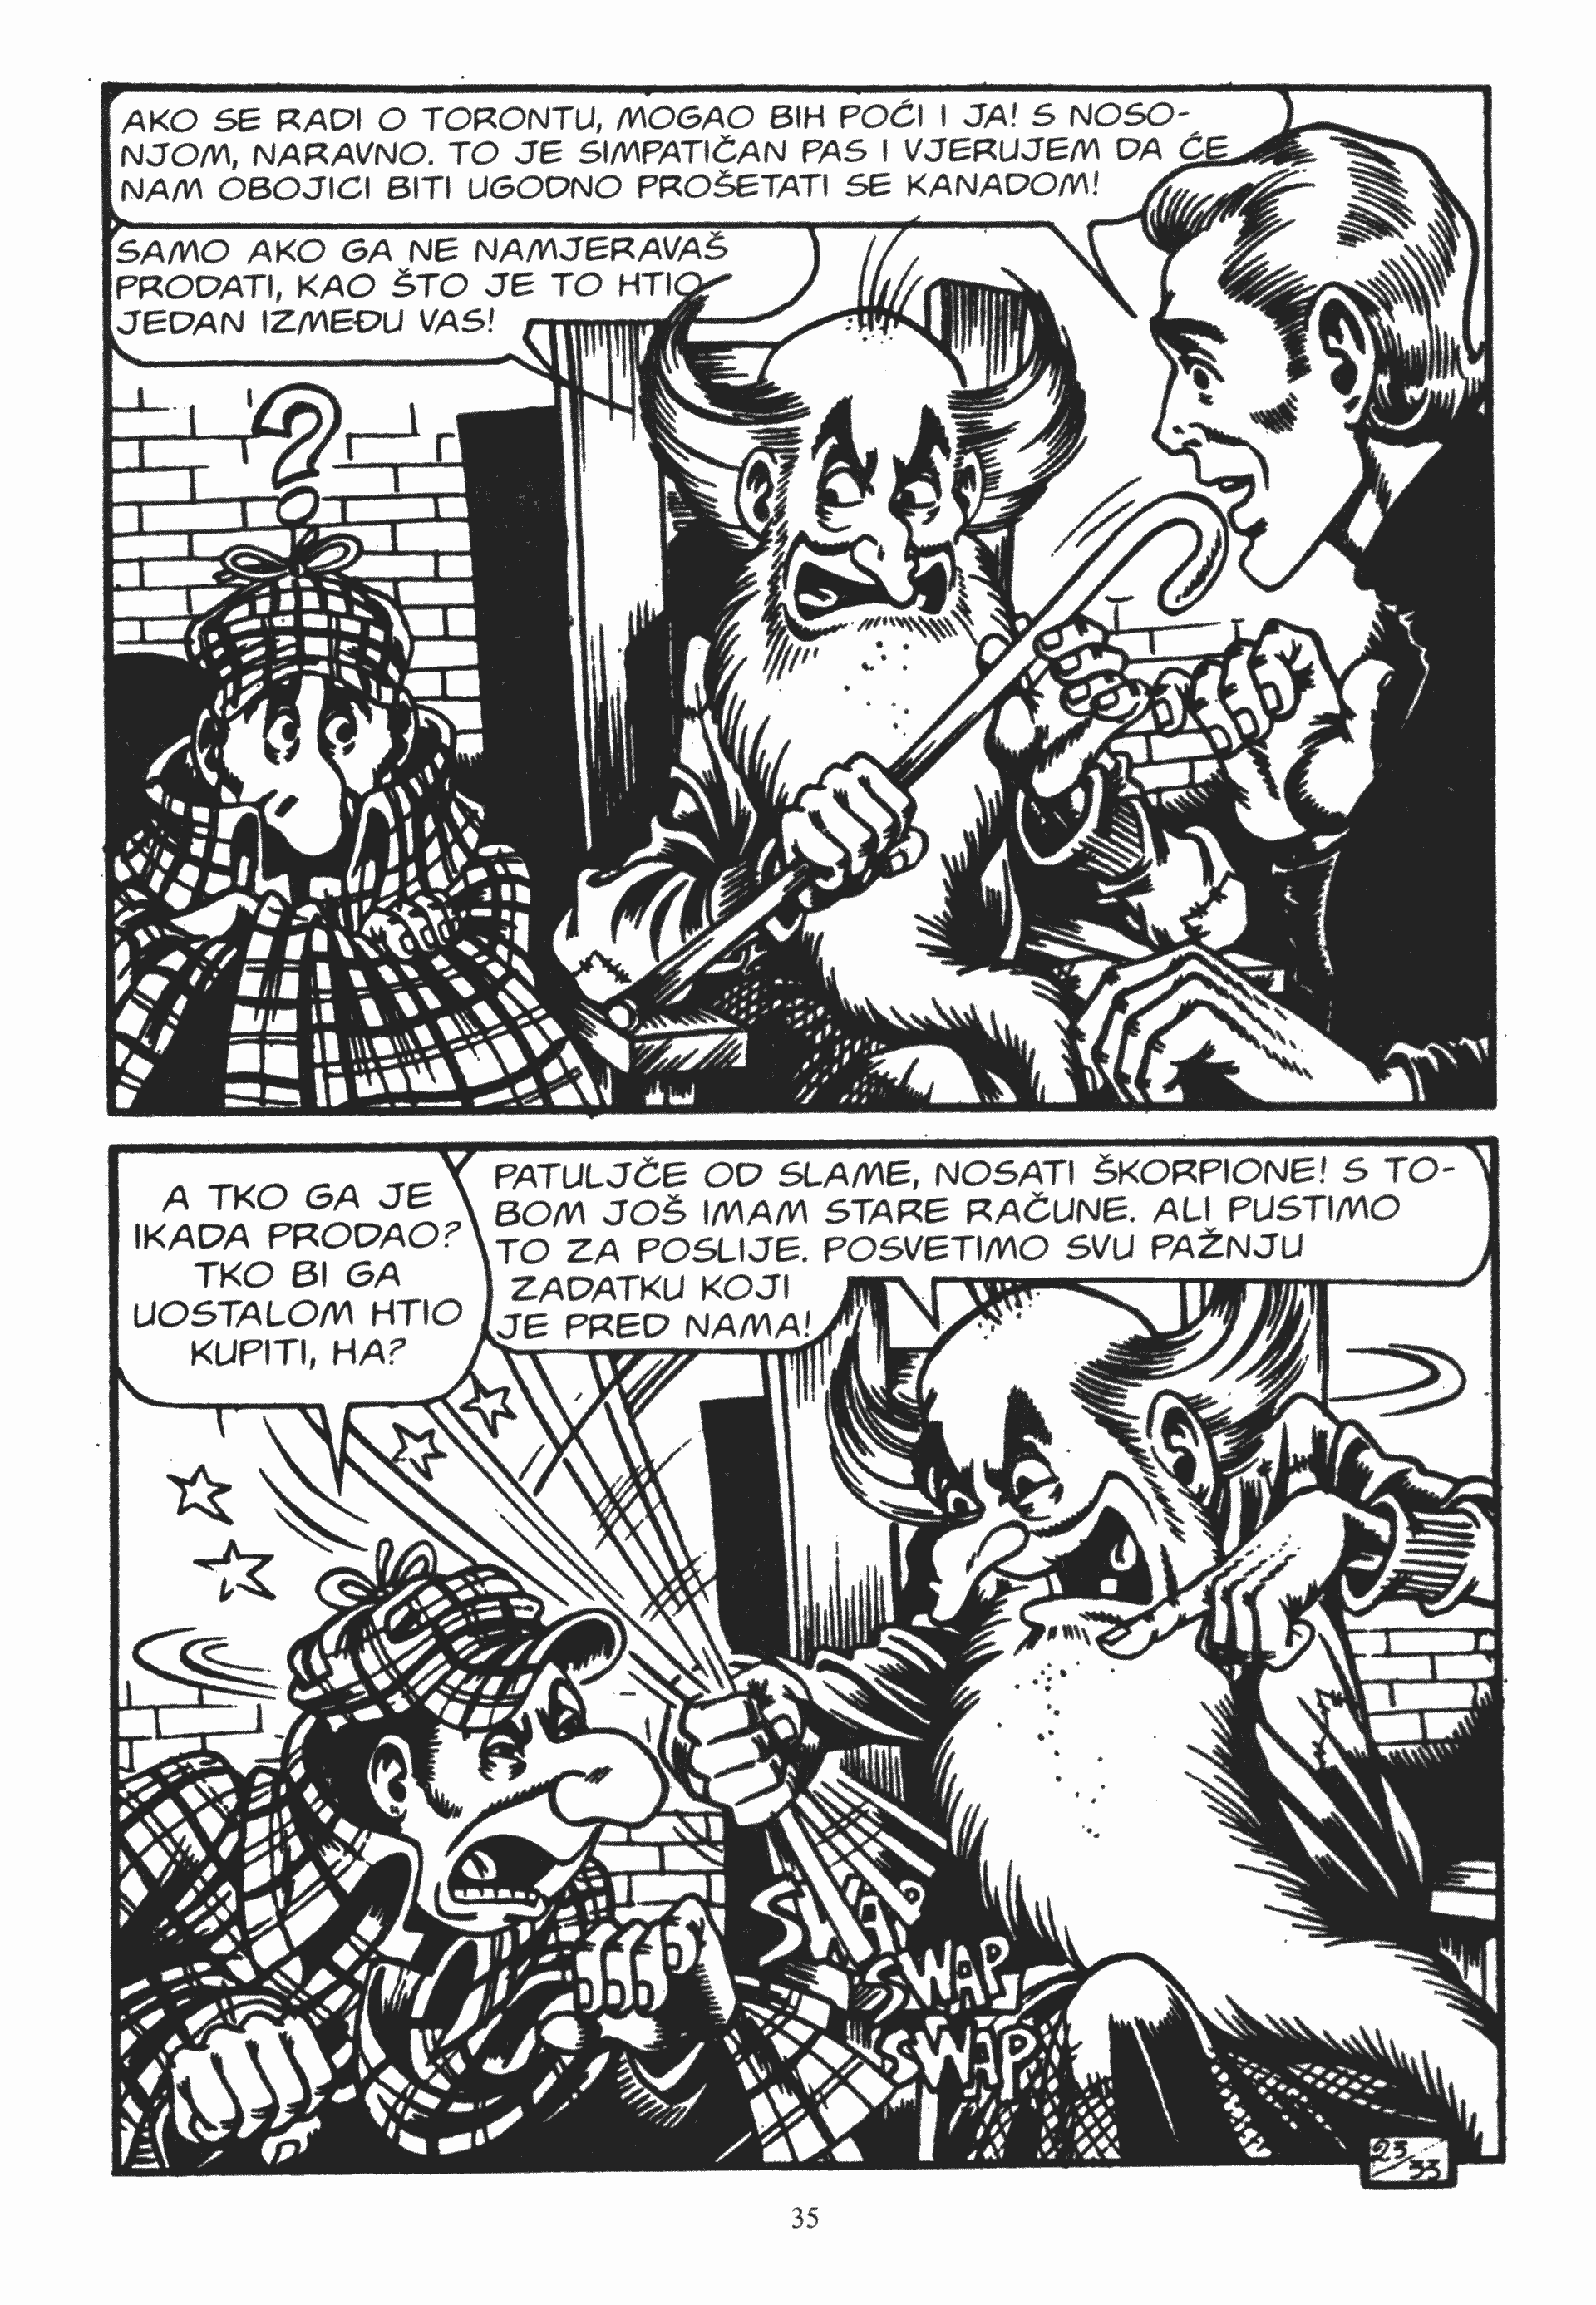 AKO SE RADI O TORONTU, MOGAO BIH POĆI I JA! S NOSO-
NJOM, NARAVNO. TO JE SIMPATIČAN PAS I VJERUJEM DA ĆE
NAM OBOJICI BITI UGODNO PROŠETATI SE KANADOM!
SAMO AKO GA NE NAMJERAVAŠ
PRODATI, KAO ŠTO JE TO HTIO
JEDAN IZMEĐU VAS!
?
A TKO GA JE
IKADA PRODAO?
TKO BI GA
UOSTALOM HTIO
KUPITI, HA?
PATULJČE OD SLAME, NOSATI ŠKORPIONE! S TO-
BOM JOŠ IMAM STARE RAČUNE. ALI PUSTIMO
TO ZA POSLIJE. POSVETIMO SVU PAŽNJU
ZADATKU KOJI
JE PRED NAMA!
SWAP
SWAP
SWAP
23/33
35